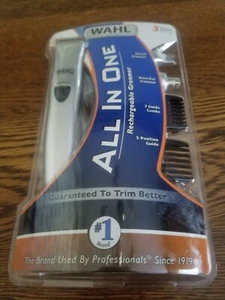 WAHL
WAHL
ALL IN ONE
Rechargeable Groomer
3 Guide
Combs
5-Position
Guide
Guaranteed To Trim Better
#1
Brand
The Brand Used By Professionals® Since 1919